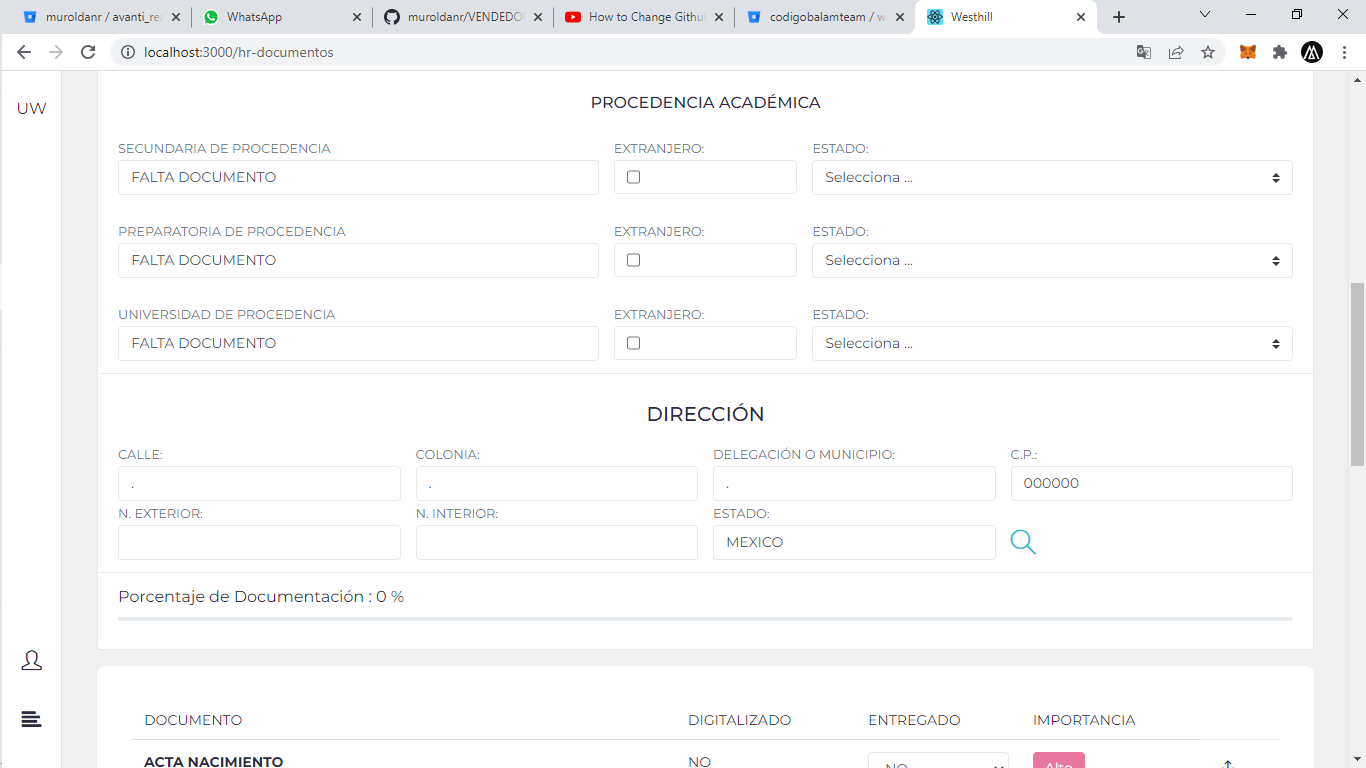 muroldanr / avanti_re
WhatsApp
muroldanr/VENDEDO
How to Change Githu
codigobalamteam / w
Westhill
localhost:3000/hr-documentos
UW
PROCEDENCIA ACADÉMICA
SECUNDARIA DE PROCEDENCIA EXTRANJERO: ESTADO:
FALTA DOCUMENTO Selecciona ...
PREPARATORIA DE PROCEDENCIA EXTRANJERO: ESTADO:
FALTA DOCUMENTO Selecciona ...
UNIVERSIDAD DE PROCEDENCIA EXTRANJERO: ESTADO:
FALTA DOCUMENTO Selecciona ...
DIRECCIÓN
CALLE: COLONIA: DELEGACIÓN O MUNICIPIO: C.P.:
. . . 000000
N. EXTERIOR: N. INTERIOR: ESTADO:
MEXICO
Porcentaje de Documentación : 0 %
DOCUMENTO DIGITALIZADO ENTREGADO IMPORTANCIA
ACTA NACIMIENTO NO NO Alto